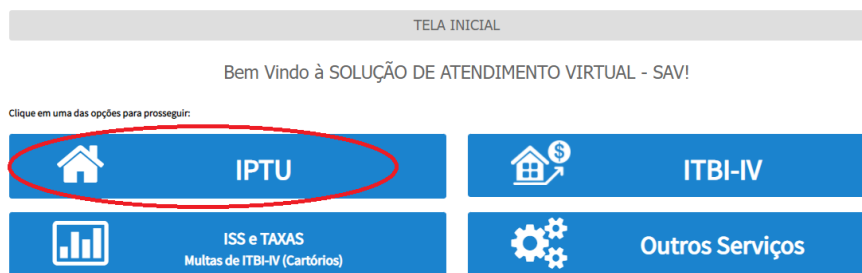 TELA INICIAL
Bem Vindo à SOLUÇÃO DE ATENDIMENTO VIRTUAL - SAV!
Clique em uma das opções para prosseguir:
IPTU
ITBI-IV
ISS e TAXAS
Multas de ITBI-IV (Cartórios)
Outros Serviços